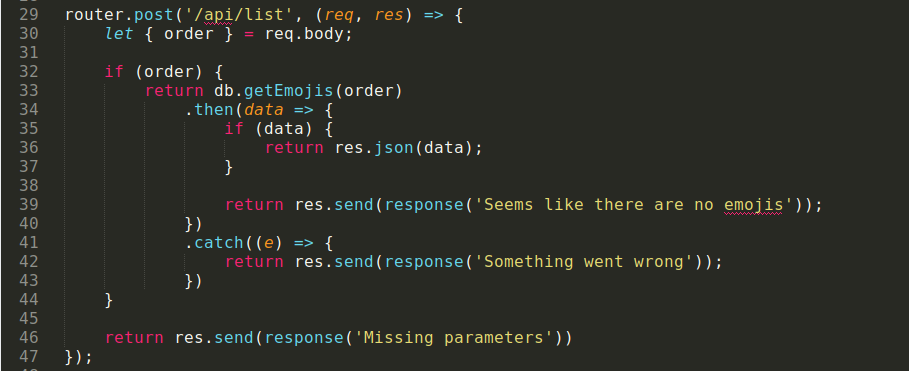 29 router.post('/api/list', (req, res) => {
30     let { order } = req.body;
31
32     if (order) {
33         return db.getEmojis(order)
34             .then(data => {
35                 if (data) {
36                     return res.json(data);
37                 }
38
39                 return res.send(response('Seems like there are no emojis'));
40             })
41             .catch((e) => {
42                 return res.send(response('Something went wrong'));
43             })
44     }
45
46     return res.send(response('Missing parameters'))
47 });